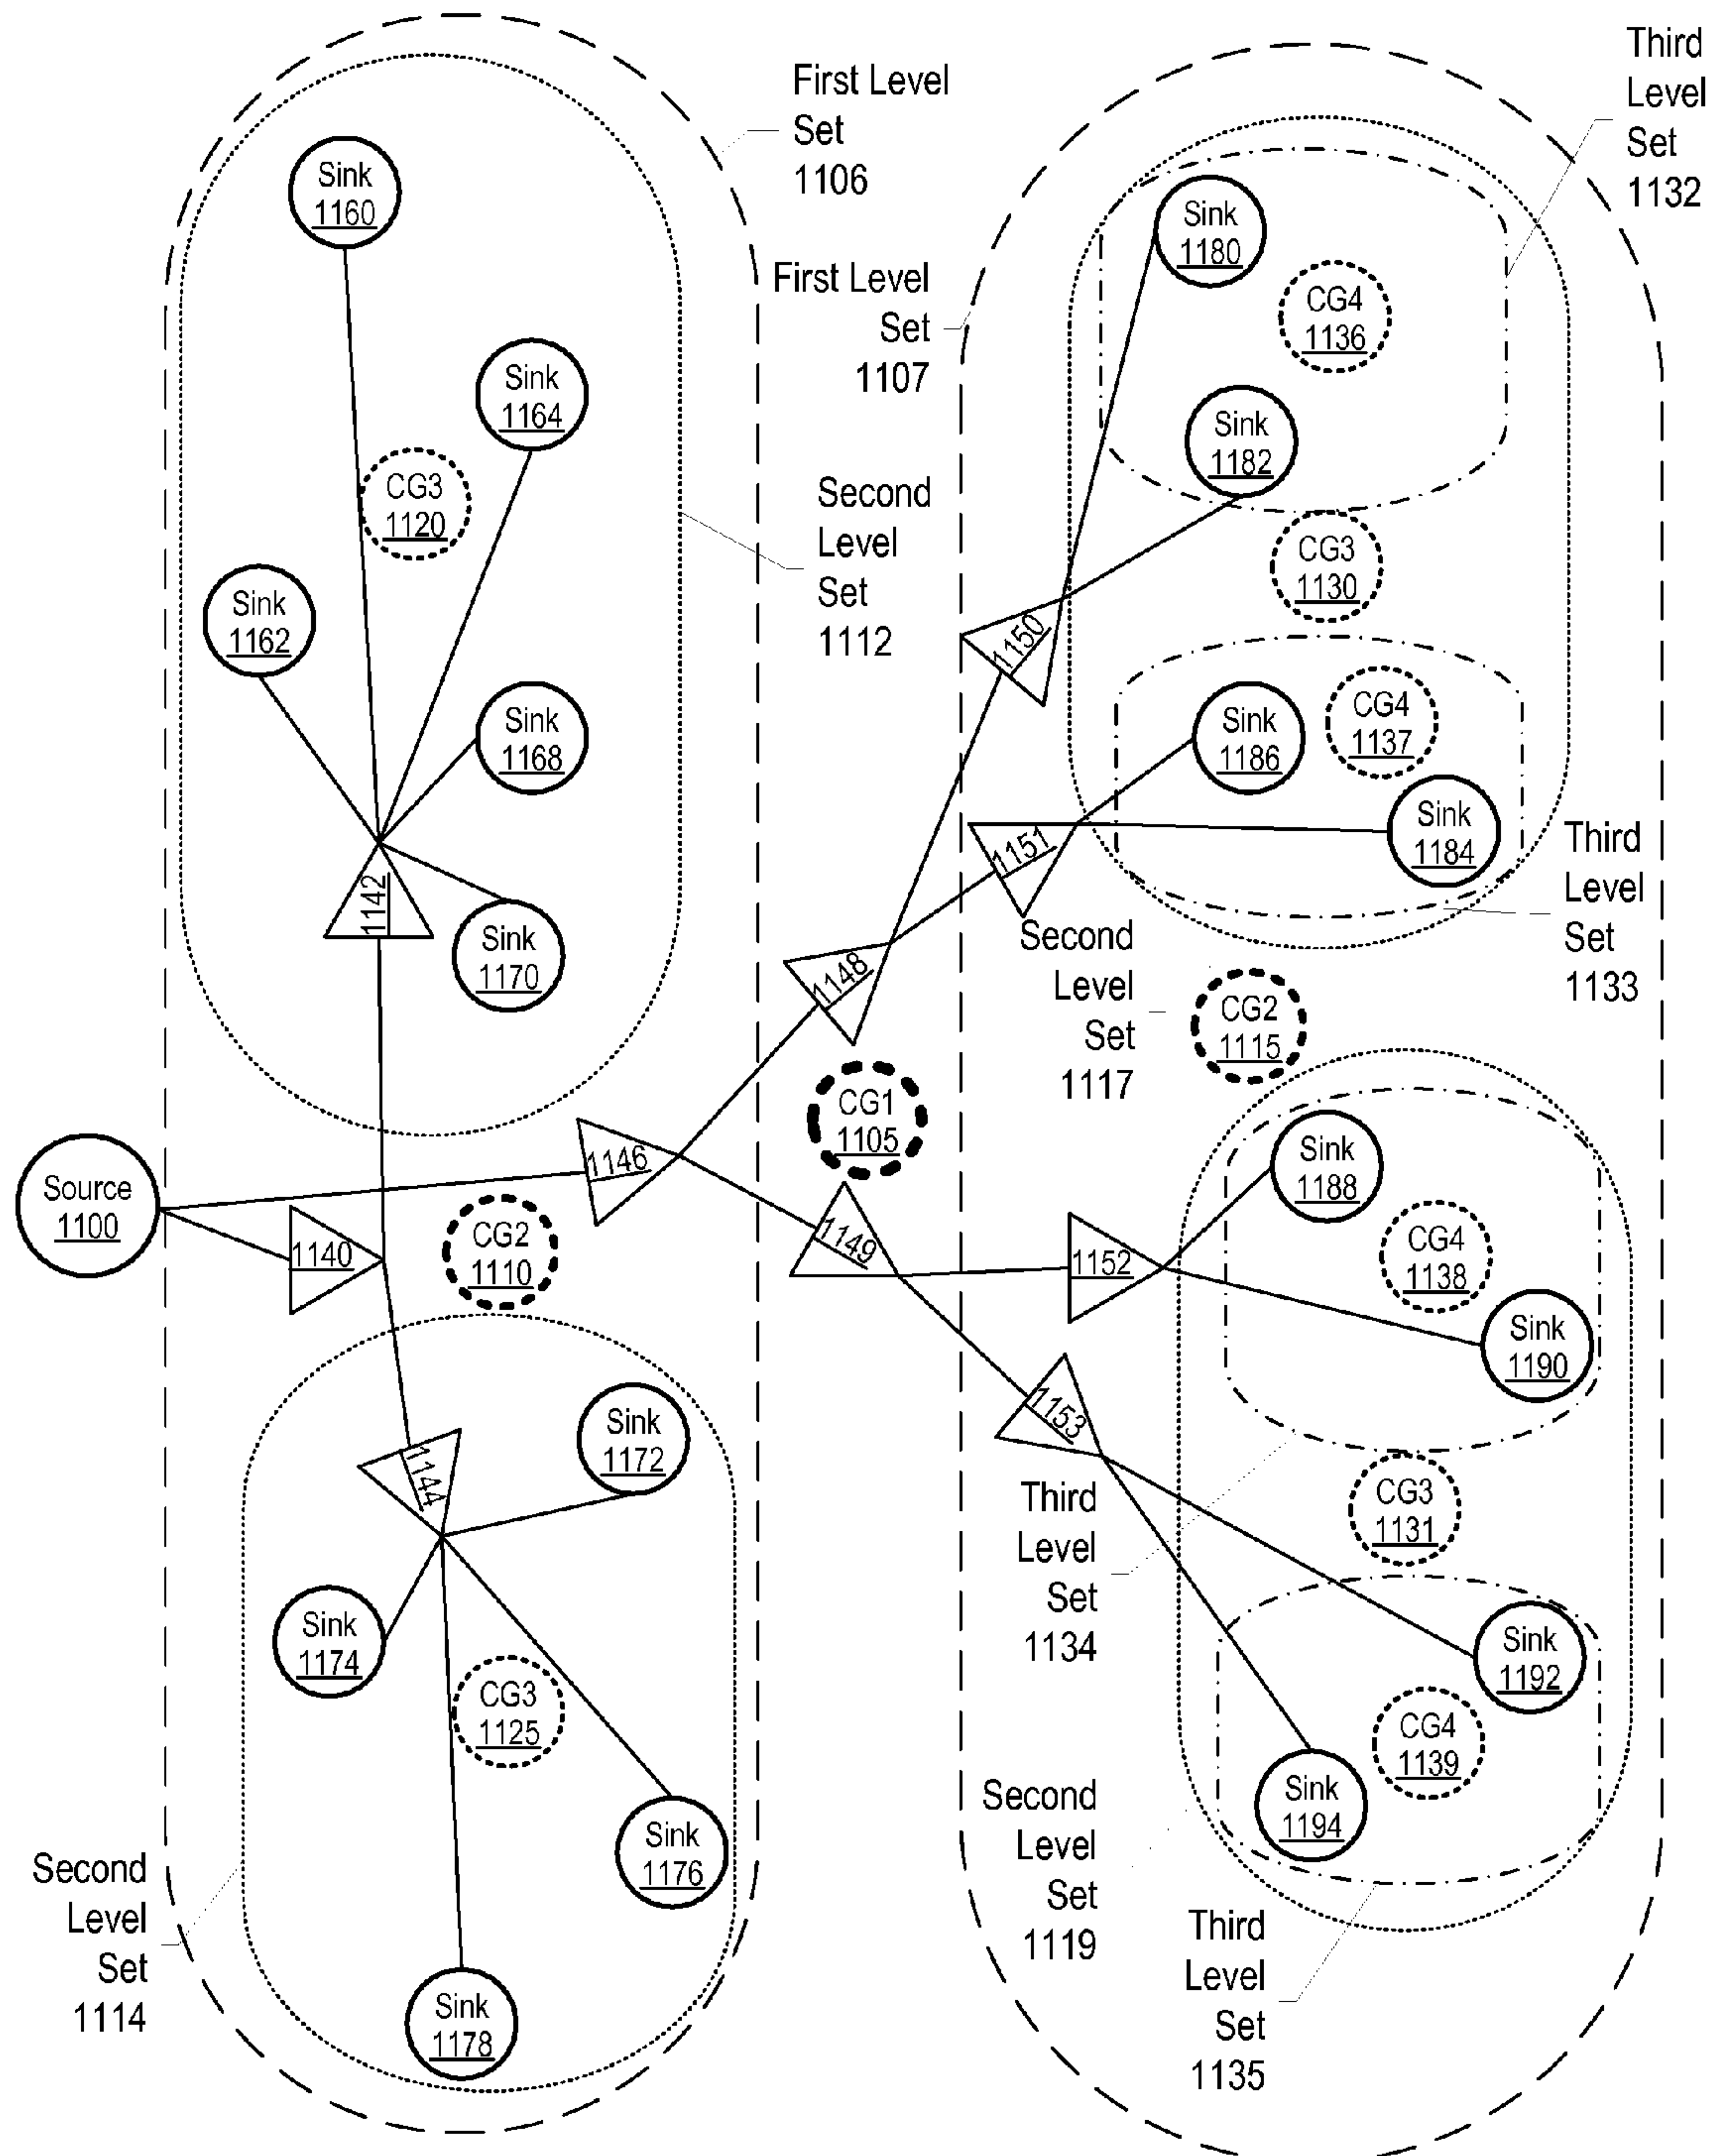 First Level
Set
1106
Third
Level
Set
1132
Sink
1160
Sink
1180
First Level
Set
1107
CG4
1136
Sink
1164
Sink
1182
CG3
1120
Second
Level
Set
1112
CG3
1130
Sink
1162
1150
Sink
1168
Sink
1186
CG4
1137
Sink
1184
1151
1142
Third
Level
Set
1133
Sink
1170
1148
Second
Level
Set
1117
CG2
1115
CG1
1105
1146
Sink
1188
Source
1100
CG2
1110
1140
1149
1152
CG4
1138
Sink
1190
1153
Sink
1172
1144
Third
Level
Set
1134
CG3
1131
Sink
1174
CG3
1125
Sink
1192
CG4
1139
Second
Level
Set
1119
Sink
1194
Sink
1176
Second
Level
Set
1114
Third
Level
Set
1135
Sink
1178